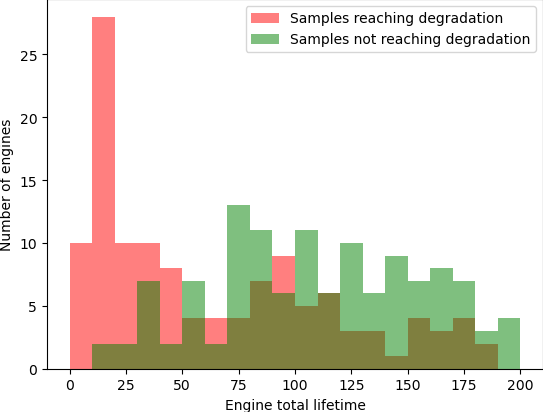 Samples reaching degradation
Samples not reaching degradation
Number of engines
25
20
15
10
5
0
0 25 50 75 100 125 150 175 200
Engine total lifetime